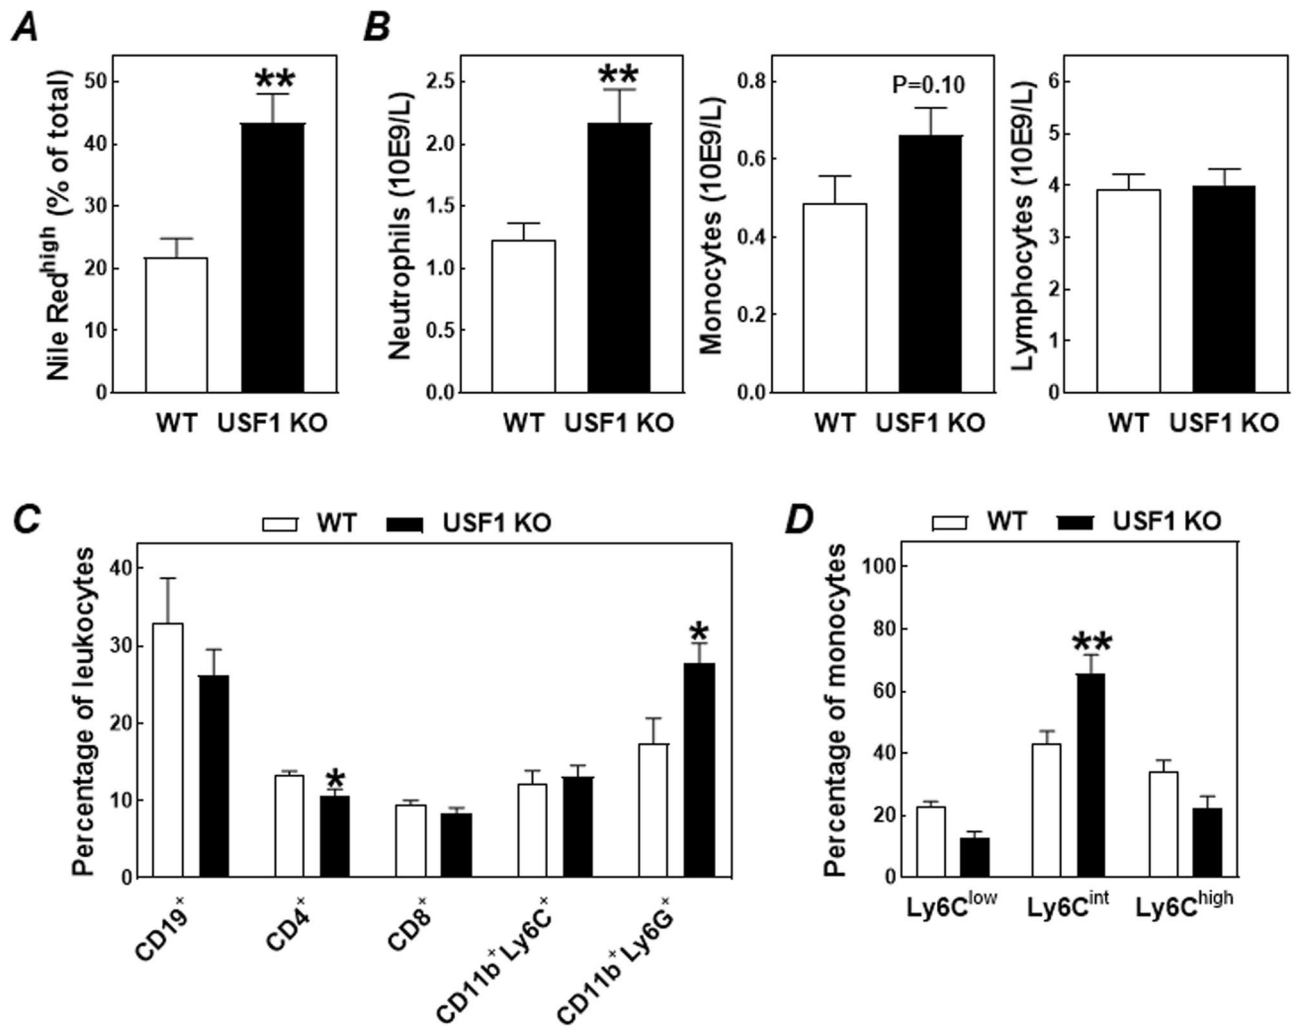 A
Nile Red^high (% of total)
50
40
30
20
10
0
**
WT USF1 KO
B
Neutrophils (10E9/L)
2.5
2.0
1.5
1.0
0.5
0.0
**
WT USF1 KO
Monocytes (10E9/L)
0.8
0.6
0.4
0.2
0.0
P=0.10
WT USF1 KO
Lymphocytes (10E9/L)
6
5
4
3
2
1
0
WT USF1 KO
C
WT USF1 KO
Percentage of leukocytes
40
30
20
10
0
*
*
CD19⁺
CD4⁺
CD8⁺
CD11b⁺Ly6C⁺
CD11b⁺Ly6G⁺
D
WT USF1 KO
Percentage of monocytes
100
80
60
40
20
0
**
Ly6C^low Ly6C^int Ly6C^high